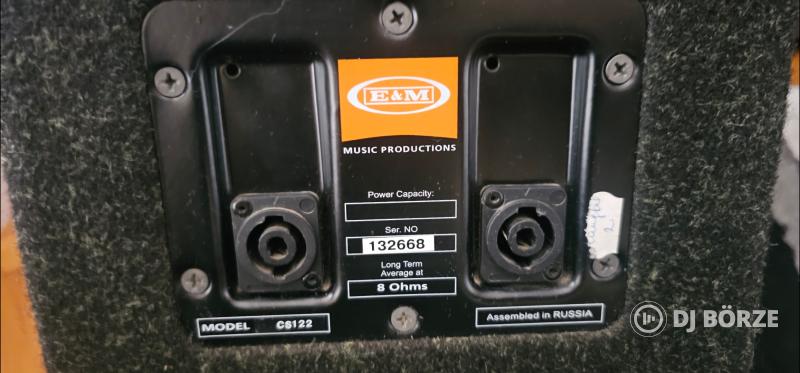 E&M
MUSIC PRODUCTIONS
Power Capacity:
Ser. NO
132668
Long Term
Average at
8 Ohms
MODEL CS122
Assembled in RUSSIA
2
DJ BÖRZE